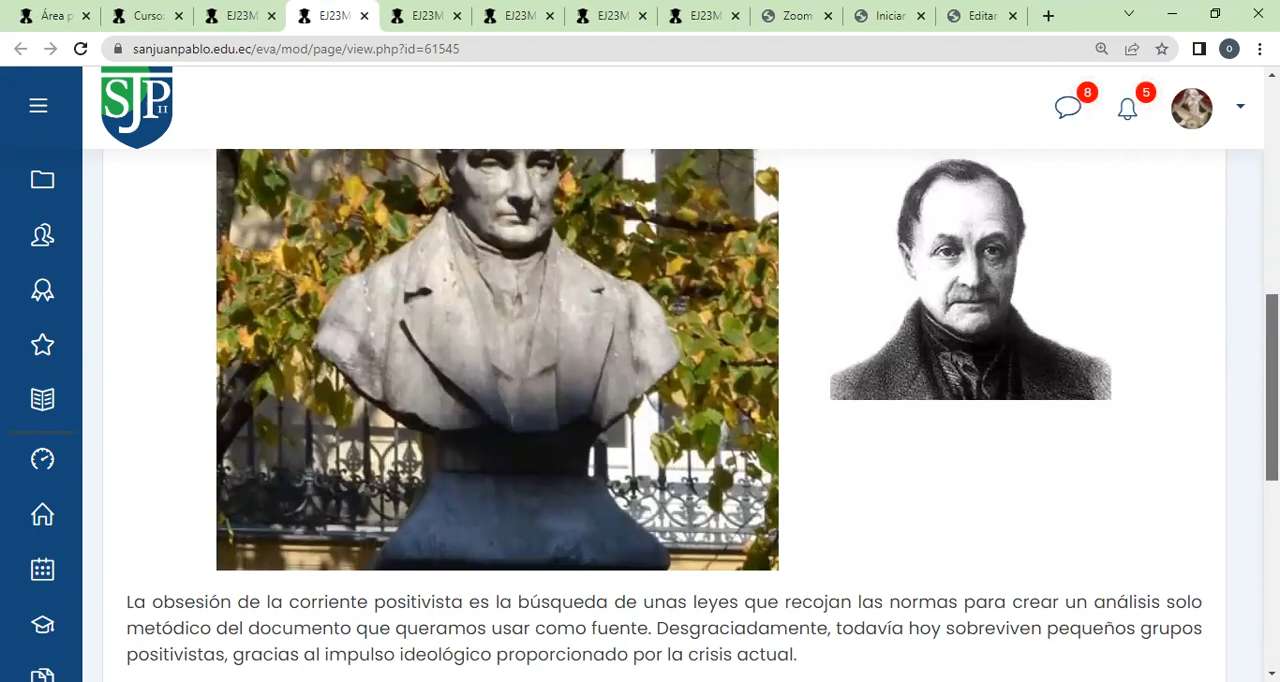 Área p
Curso:
EJ23M
EJ23M
EJ23M
EJ23M
EJ23M
EJ23M
Zoom
Iniciar
Editar
sanjuanpablo.edu.ec/eva/mod/page/view.php?id=61545
o
SJP
II
8
5
La obsesión de la corriente positivista es la búsqueda de unas leyes que recojan las normas para crear un análisis solo
metódico del documento que queramos usar como fuente. Desgraciadamente, todavía hoy sobreviven pequeños grupos
positivistas, gracias al impulso ideológico proporcionado por la crisis actual.